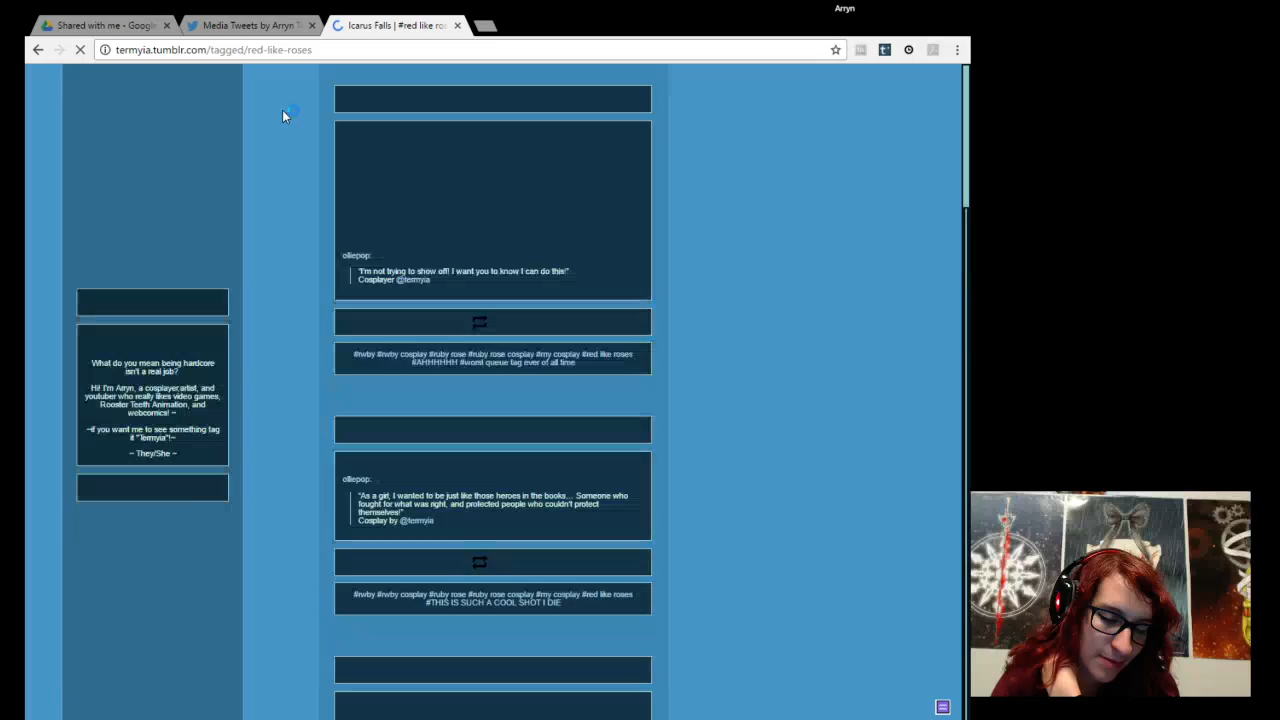 Arryn
Shared with me - Google
Media Tweets by Arryn T
Icarus Falls | #red like ro
termyia.tumblr.com/tagged/red-like-roses
olliepop:
"I'm not trying to show off! I want you to know I can do this!"
Cosplayer @termyia
#rwby #rwby cosplay #ruby rose #ruby rose cosplay #my cosplay #red like roses
#AHHHHHH #worst queue tag ever of all time
What do you mean being hardcore
isn't a real job?
Hi! I'm Arryn, a cosplayer,artist, and
youtuber who really likes video games,
Rooster Teeth Animation, and
webcomics! ~
~if you want me to see something tag
it "Termyia"!~
~ They/She ~
olliepop:
"As a girl, I wanted to be just like those heroes in the books... Someone who
fought for what was right, and protected people who couldn't protect
themselves!"
Cosplay by @termyia
#rwby #rwby cosplay #ruby rose #ruby rose cosplay #my cosplay #red like roses
#THIS IS SUCH A COOL SHOT I DIE